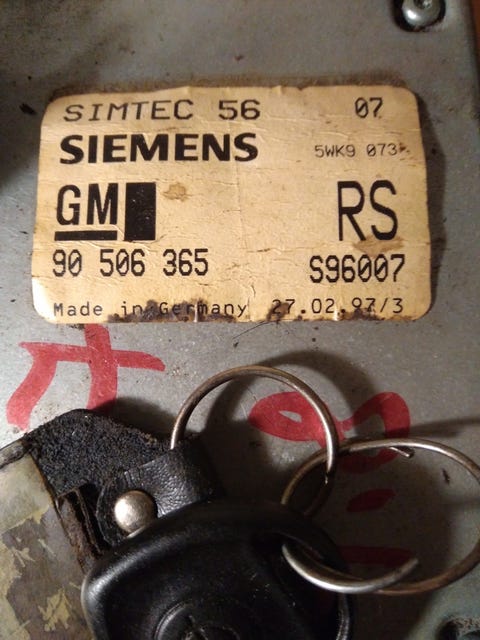 SIMTEC 56 07
SIEMENS 5WK9 073
GM RS
90 506 365 S96007
Made in Germany 27.02.97/3